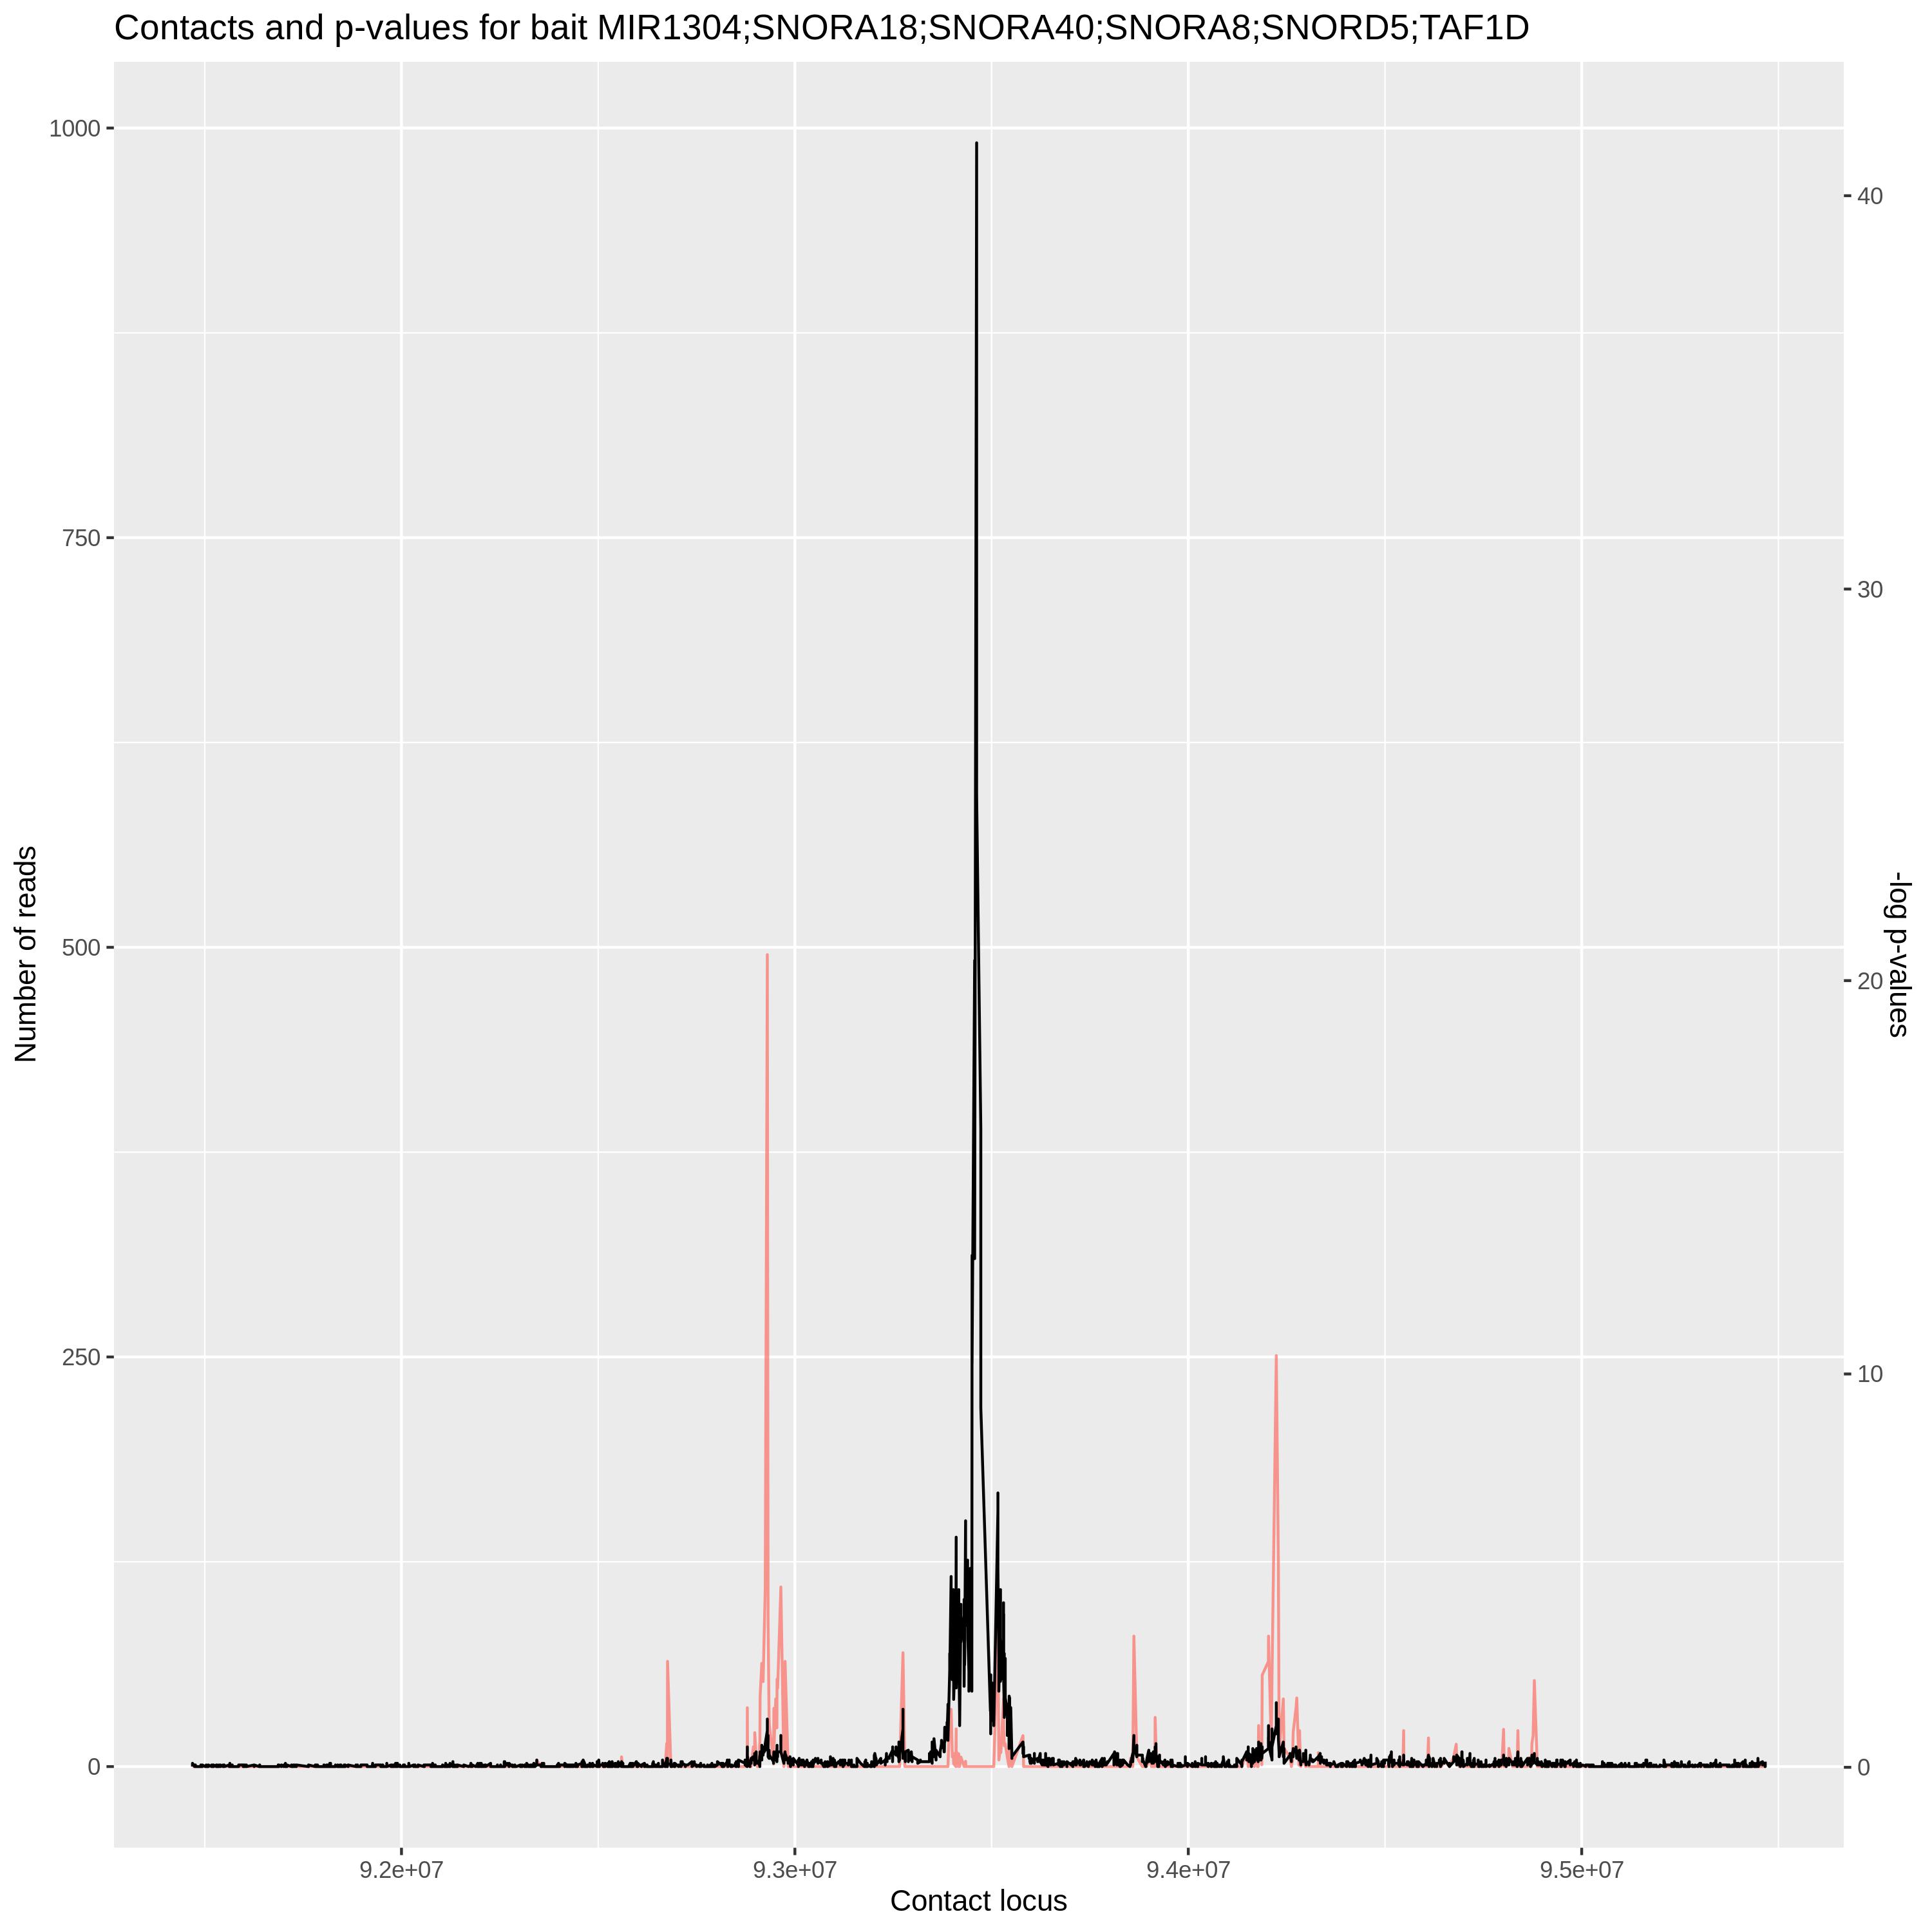 Contacts and p-values for bait MIR1304;SNORA18;SNORA40;SNORA8;SNORD5;TAF1D
1000
750
500
250
0
Number of reads
40
30
20
10
0
-log p-values
9.2e+07
9.3e+07
9.4e+07
9.5e+07
Contact locus